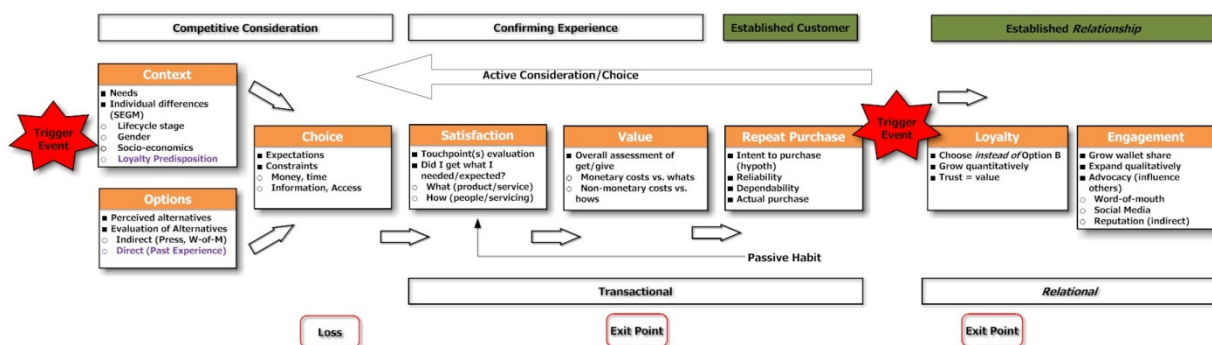 Competitive Consideration
Confirming Experience
Established Customer
Established Relationship
Active Consideration/Choice
Trigger
Event
Context
■ Needs
■ Individual differences
(SEGM)
○ Lifecycle stage
○ Gender
○ Socio-economics
○ Loyalty Predisposition
Options
■ Perceived alternatives
■ Evaluation of Alternatives
○ Indirect (Press, W-of-M)
○ Direct (Past Experience)
Choice
■ Expectations
■ Constraints
○ Money, time
○ Information, Access
Satisfaction
■ Touchpoint(s) evaluation
■ Did I get what I
needed/expected?
○ What (product/service)
○ How (people/servicing)
Value
■ Overall assessment of
get/give
○ Monetary costs vs. whats
○ Non-monetary costs vs.
hows
Repeat Purchase
■ Intent to purchase
(hypoth)
■ Reliability
■ Dependability
■ Actual purchase
Trigger
Event
Loyalty
■ Choose instead of Option B
■ Grow quantitatively
■ Trust = value
Engagement
■ Grow wallet share
■ Expand qualitatively
■ Advocacy (influence
others)
○ Word-of-mouth
○ Social Media
○ Reputation (indirect)
Passive Habit
Transactional
Relational
Loss
Exit Point
Exit Point